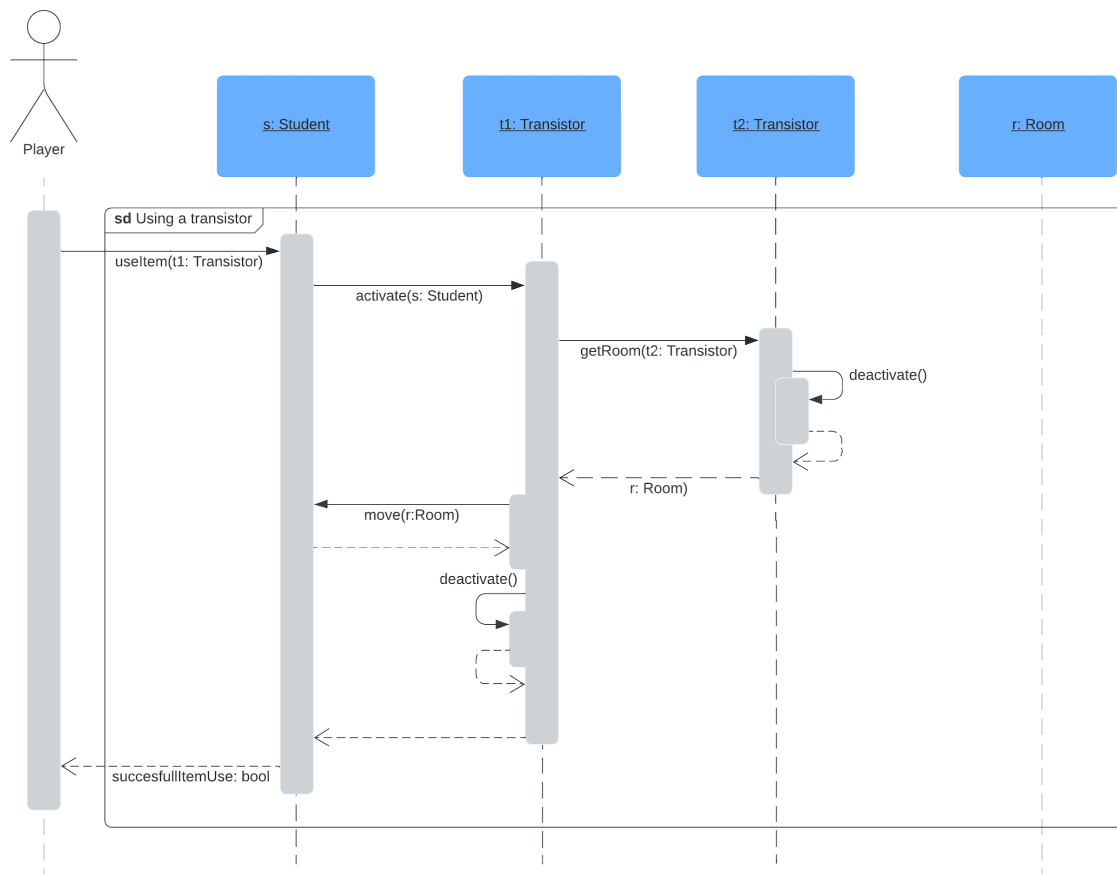 Player
s: Student
t1: Transistor
t2: Transistor
r: Room
sd Using a transistor
useItem(t1: Transistor)
activate(s: Student)
getRoom(t2: Transistor)
deactivate()
r: Room)
move(r:Room)
deactivate()
succesfullItemUse: bool